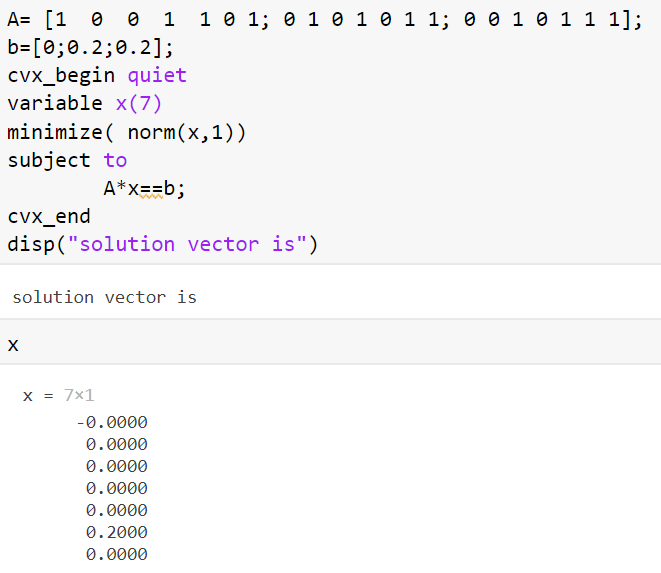 A= [1 0 0 1 1 0 1; 0 1 0 1 0 1 1; 0 0 1 0 1 1 1];
b=[0;0.2;0.2];
cvx_begin quiet
variable x(7)
minimize( norm(x,1))
subject to
A*x==b;
cvx_end
disp("solution vector is")
solution vector is
x
x = 7×1
-0.0000
0.0000
0.0000
0.0000
0.0000
0.2000
0.0000